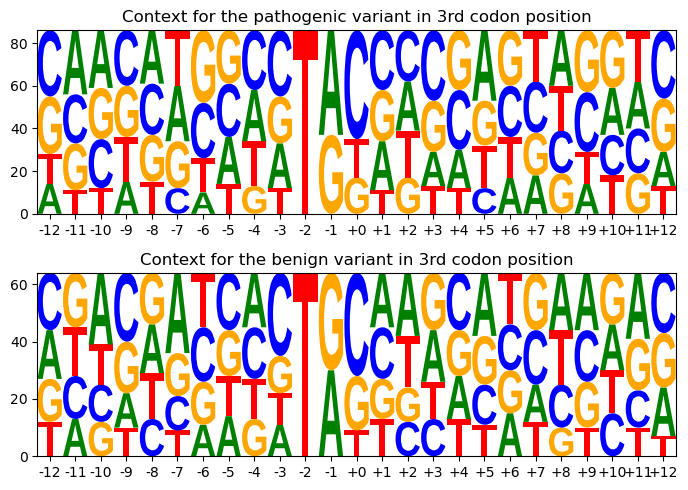 Context for the pathogenic variant in 3rd codon position
80
60
40
20
0
-12 -11 -10 -9 -8 -7 -6 -5 -4 -3 -2 -1 +0 +1 +2 +3 +4 +5 +6 +7 +8 +9 +10 +11 +12
Context for the benign variant in 3rd codon position
60
40
20
0
-12 -11 -10 -9 -8 -7 -6 -5 -4 -3 -2 -1 +0 +1 +2 +3 +4 +5 +6 +7 +8 +9 +10 +11 +12